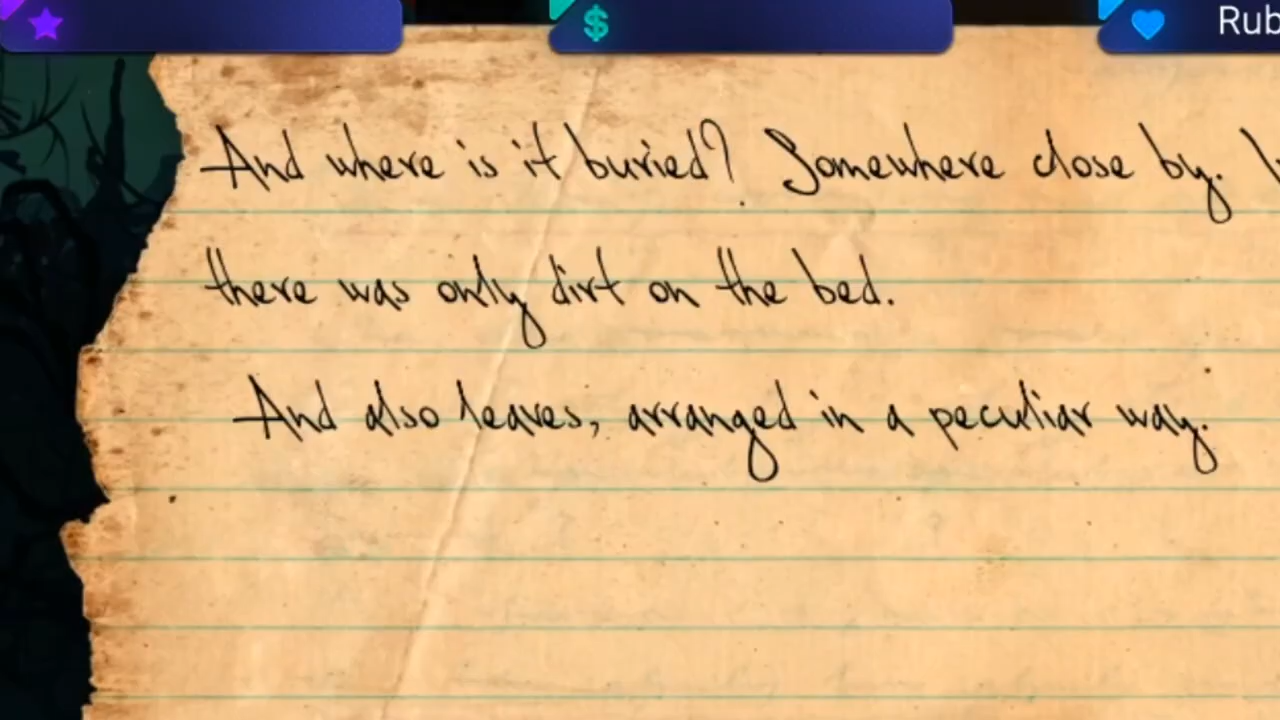 $ Rub
And where is it buried? Somewhere close by.
there was only dirt on the bed.
And also leaves, arranged in a peculiar way.